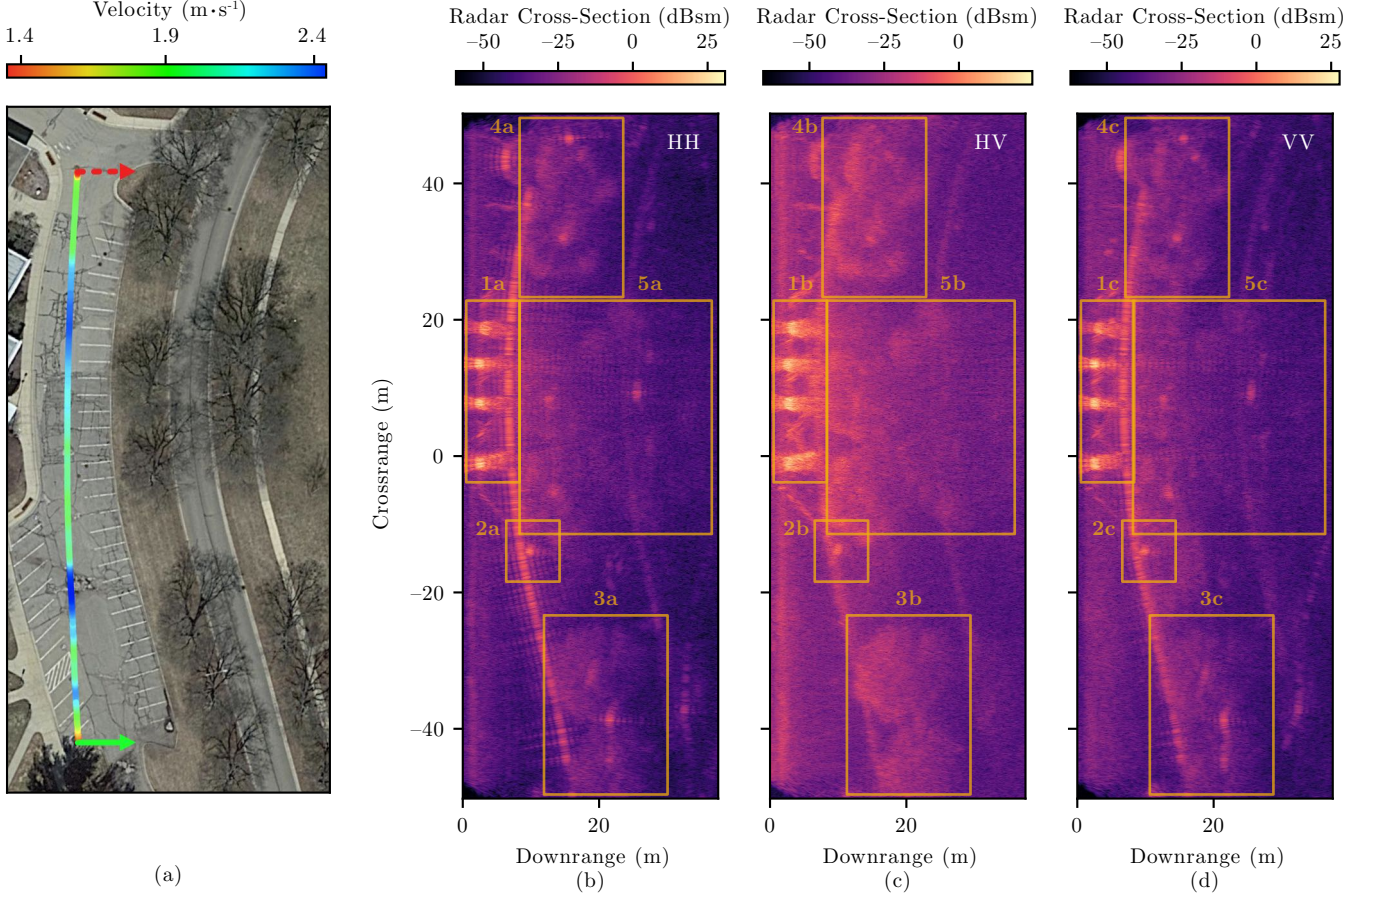 Velocity (m·s⁻¹)
1.4 1.9 2.4
(a)
Radar Cross-Section (dBsm)
−50 −25 0 25
HH
4a
1a 5a
2a
3a
40
20
0
−20
−40
Crossrange (m)
0 20
Downrange (m)
(b)
Radar Cross-Section (dBsm)
−50 −25 0
HV
4b
1b 5b
2b
3b
0 20
Downrange (m)
(c)
Radar Cross-Section (dBsm)
−50 −25 0 25
VV
4c
1c 5c
2c
3c
0 20
Downrange (m)
(d)